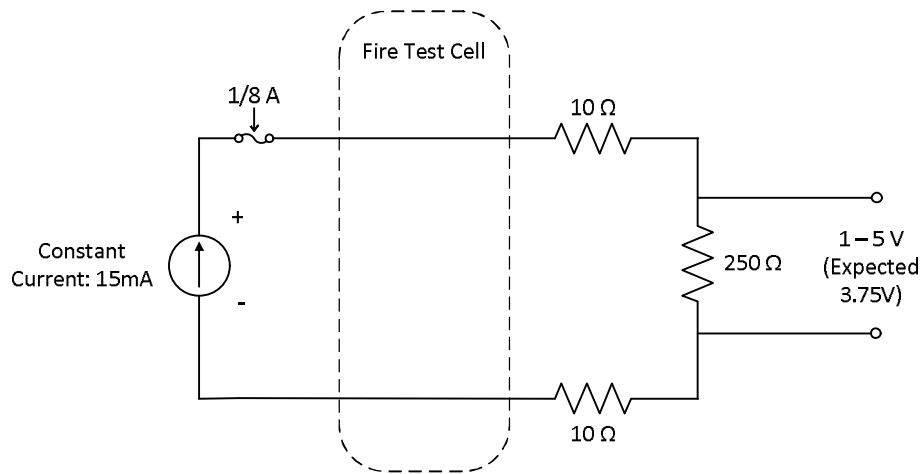 Fire Test Cell
1/8 A
10 Ω
+
Constant
Current: 15mA
-
250 Ω
1 – 5 V
(Expected
3.75V)
10 Ω